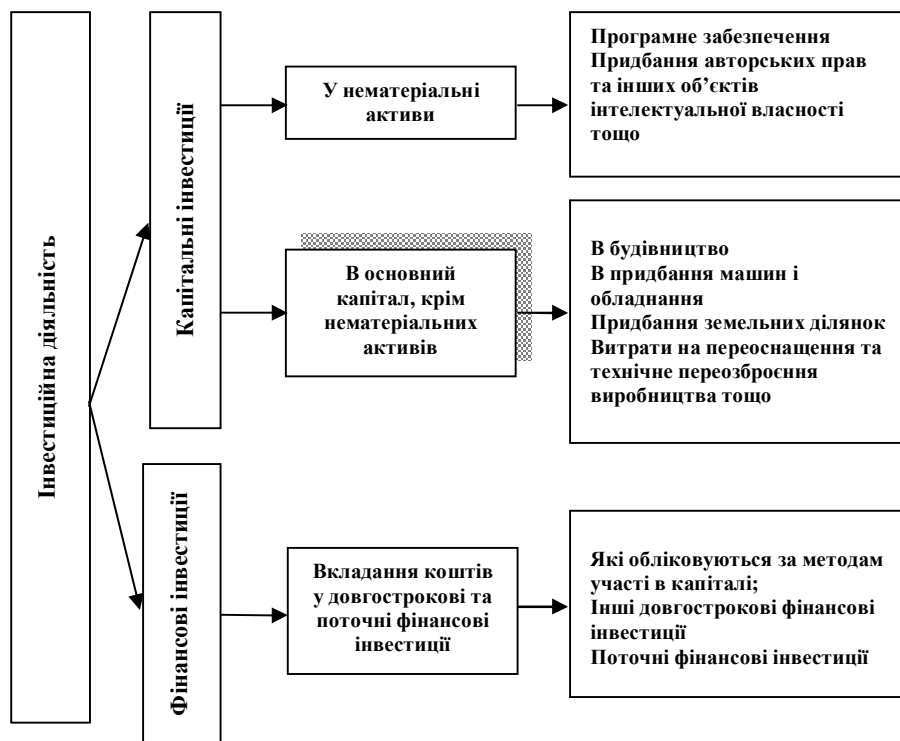 Інвестиційна діяльність
Капітальні інвестиції
У нематеріальні
активи
Програмне забезпечення
Придбання авторських прав
та інших об’єктів
інтелектуальної власності
тощо
В основний
капітал, крім
нематеріальних
активів
В будівництво
В придбання машин і
обладнання
Придбання земельних ділянок
Витрати на переоснащення та
технічне переозброєння
виробництва тощо
Фінансові інвестиції
Вкладання коштів
у довгострокові та
поточні фінансові
інвестиції
Які обліковуються за методам
участі в капіталі;
Інші довгострокові фінансові
інвестиції
Поточні фінансові інвестиції